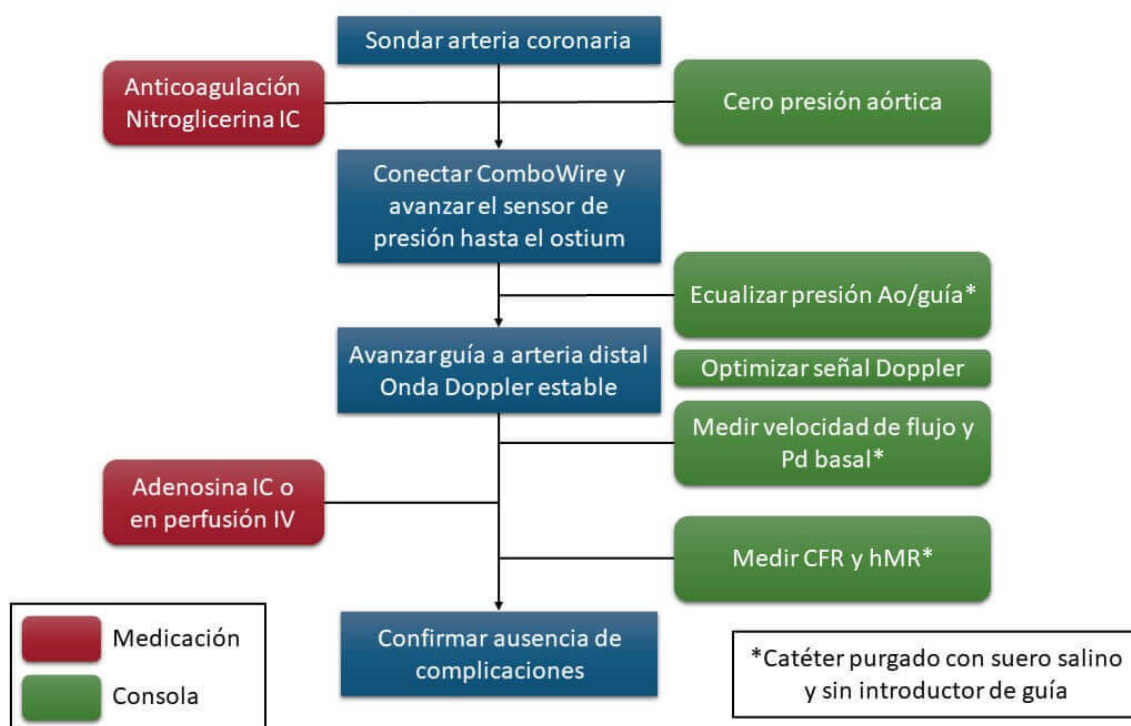 Sondar arteria coronaria
Anticoagulación
Nitroglicerina IC
Cero presión aórtica
Conectar ComboWire y
avanzar el sensor de
presión hasta el ostium
Ecualizar presión Ao/guía*
Avanzar guía a arteria distal
Onda Doppler estable
Optimizar señal Doppler
Medir velocidad de flujo y
Pd basal*
Adenosina IC o
en perfusión IV
Medir CFR y hMR*
Confirmar ausencia de
complicaciones
Medicación
Consola
*Catéter purgado con suero salino
y sin introductor de guía